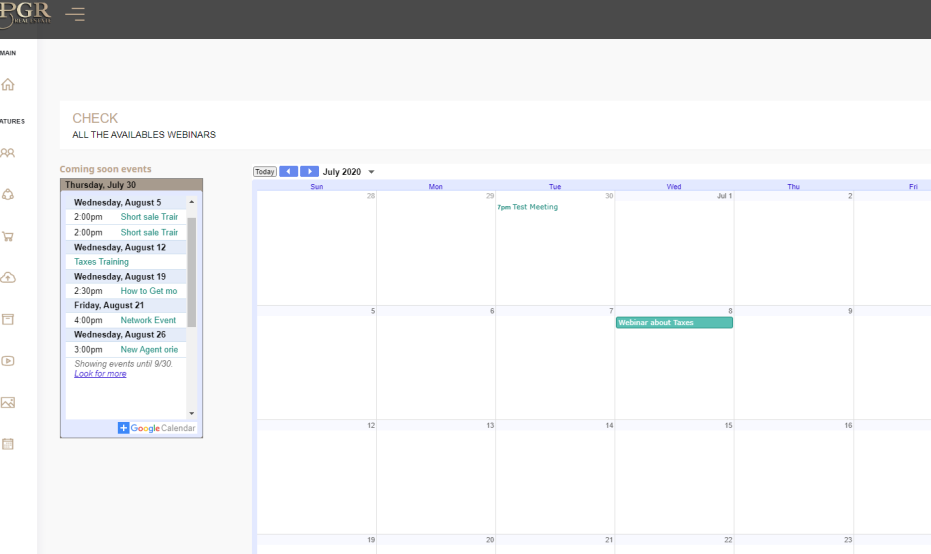 PGR
REAL ESTATE
MAIN
ATURES
CHECK
ALL THE AVAILABLES WEBINARS
Coming soon events
Thursday, July 30
Wednesday, August 5
2:00pm Short sale Trair
2:00pm Short sale Trair
Wednesday, August 12
Taxes Training
Wednesday, August 19
2:30pm How to Get mo
Friday, August 21
4:00pm Network Event
Wednesday, August 26
3:00pm New Agent orie
Showing events until 9/30.
Look for more
Google Calendar
Today July 2020
Sun Mon Tue Wed Thu Fri
28 29 30 Jul 1 2
7pm Test Meeting
5 6 7 8 9
Webinar about Taxes
12 13 14 15 16
19 20 21 22 23